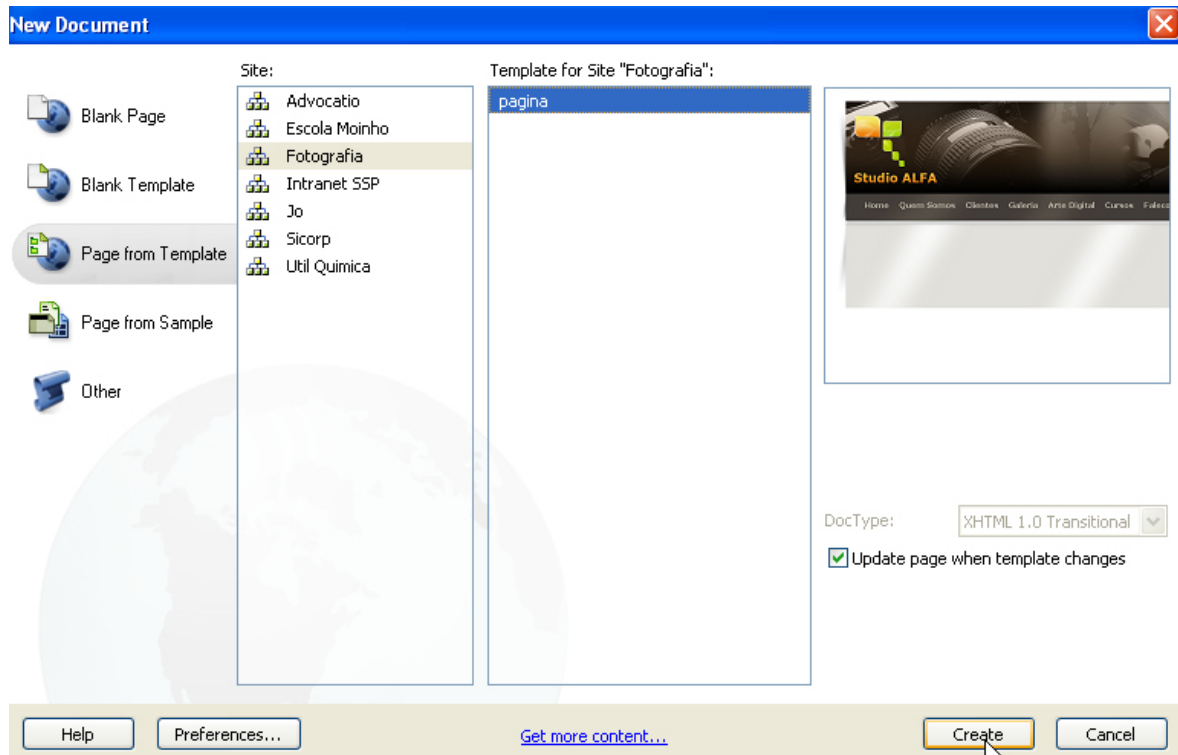 New Document
Site:
Template for Site "Fotografia":
Blank Page
Blank Template
Page from Template
Page from Sample
Other
Advocatio
Escola Moinho
Fotografia
Intranet SSP
Jo
Sicorp
Util Quimica
pagina
Studio ALFA
Home Quem Somos Clientes Galeria Arte Digital Cursos
DocType: XHTML 1.0 Transitional
Update page when template changes
Help Preferences... Get more content... Create Cancel